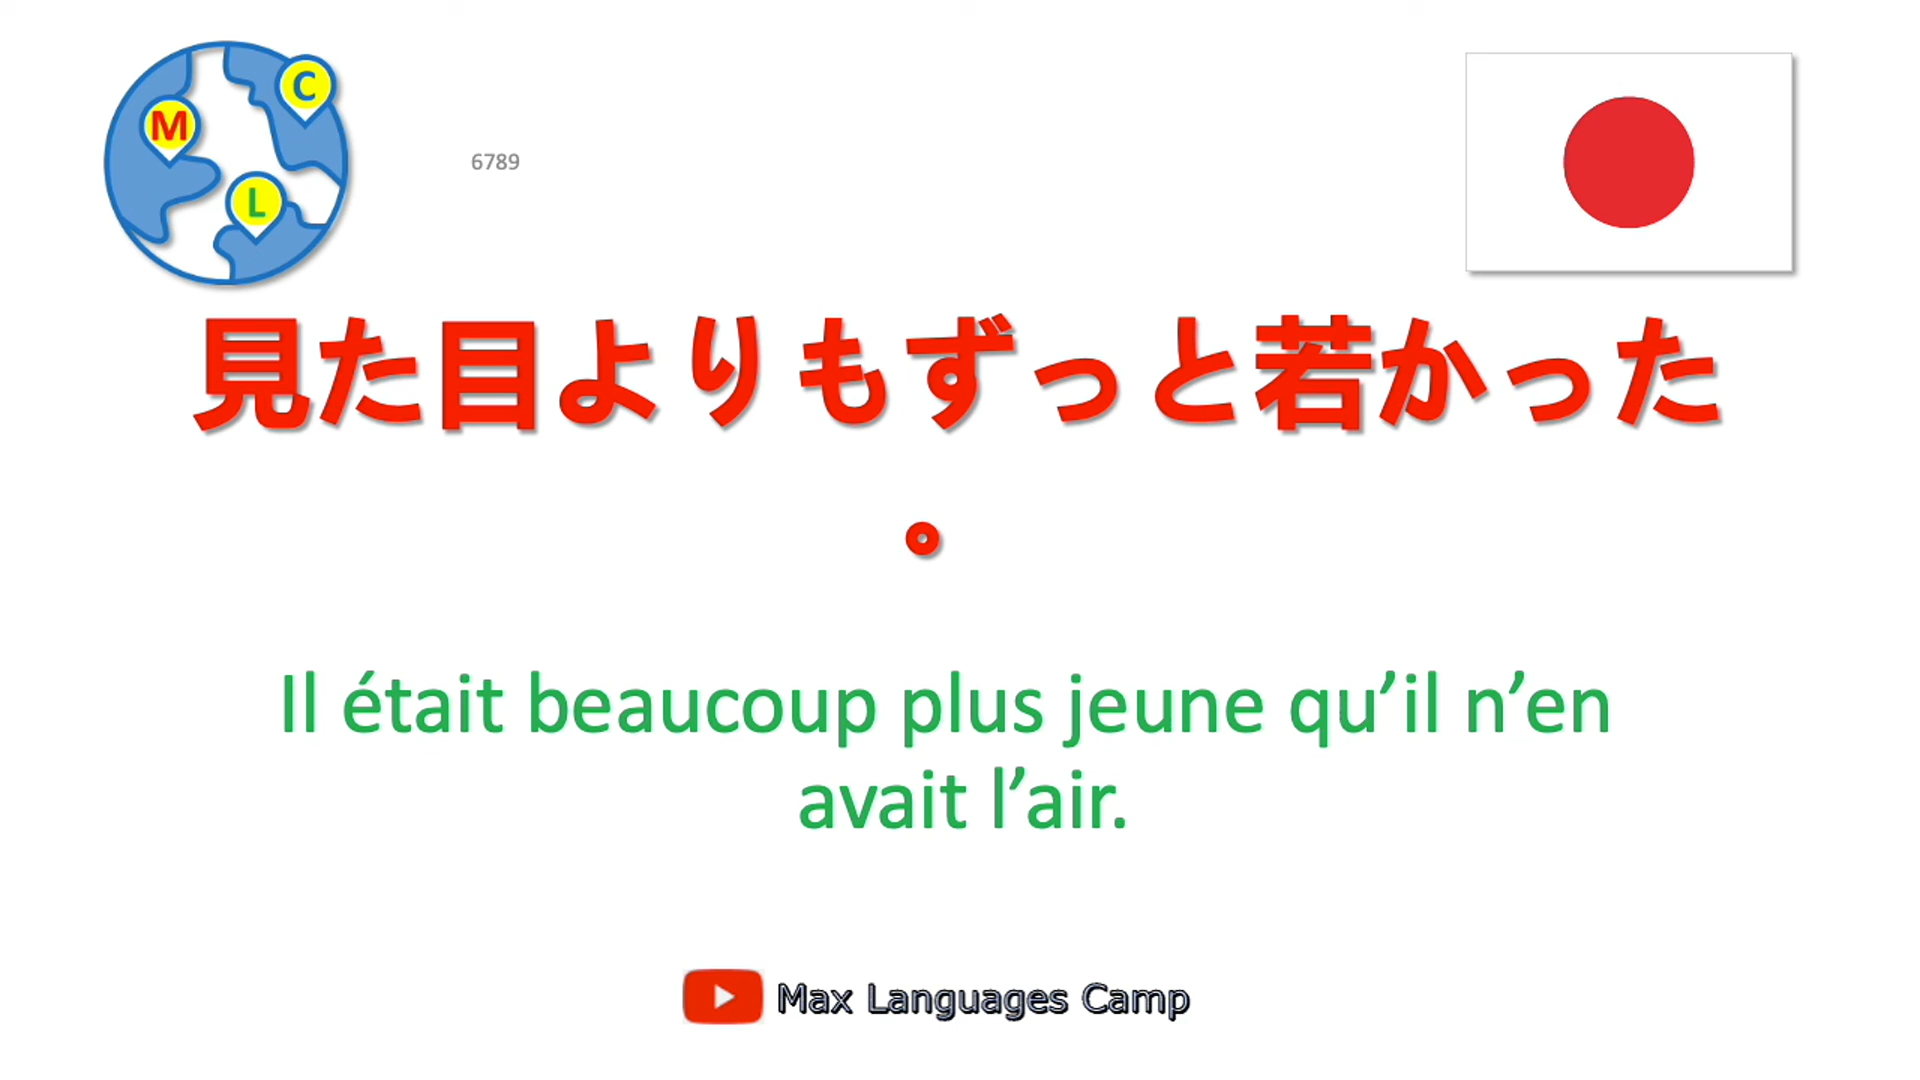 C
M
L
6789
見た目よりもずっと若かった
。
Il était beaucoup plus jeune qu’il n’en
avait l’air.
Max Languages Camp